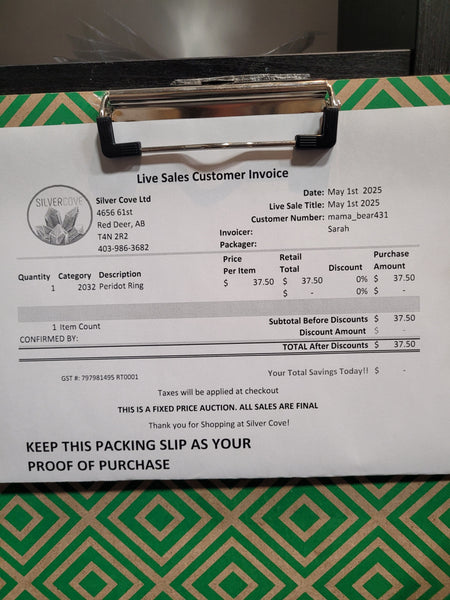 Live Sales Customer Invoice
SILVERCOVE
Silver Cove Ltd
4656 61st
Red Deer, AB
T4N 2R2
403-986-3682
Date: May 1st 2025
Live Sale Title: May 1st 2025
Customer Number: mama_bear431
Invoicer: Sarah
Packager:
Quantity Category Description Price Per Item Retail Total Discount Purchase Amount
1 2032 Peridot Ring $ 37.50 $ 37.50 0% $ 37.50
$ - 0% $ -
1 Item Count Subtotal Before Discounts $ 37.50
CONFIRMED BY: Discount Amount $ -
TOTAL After Discounts $ 37.50
GST #: 797981495 RT0001 Your Total Savings Today!! $ -
Taxes will be applied at checkout
THIS IS A FIXED PRICE AUCTION. ALL SALES ARE FINAL
Thank you for Shopping at Silver Cove!
KEEP THIS PACKING SLIP AS YOUR
PROOF OF PURCHASE